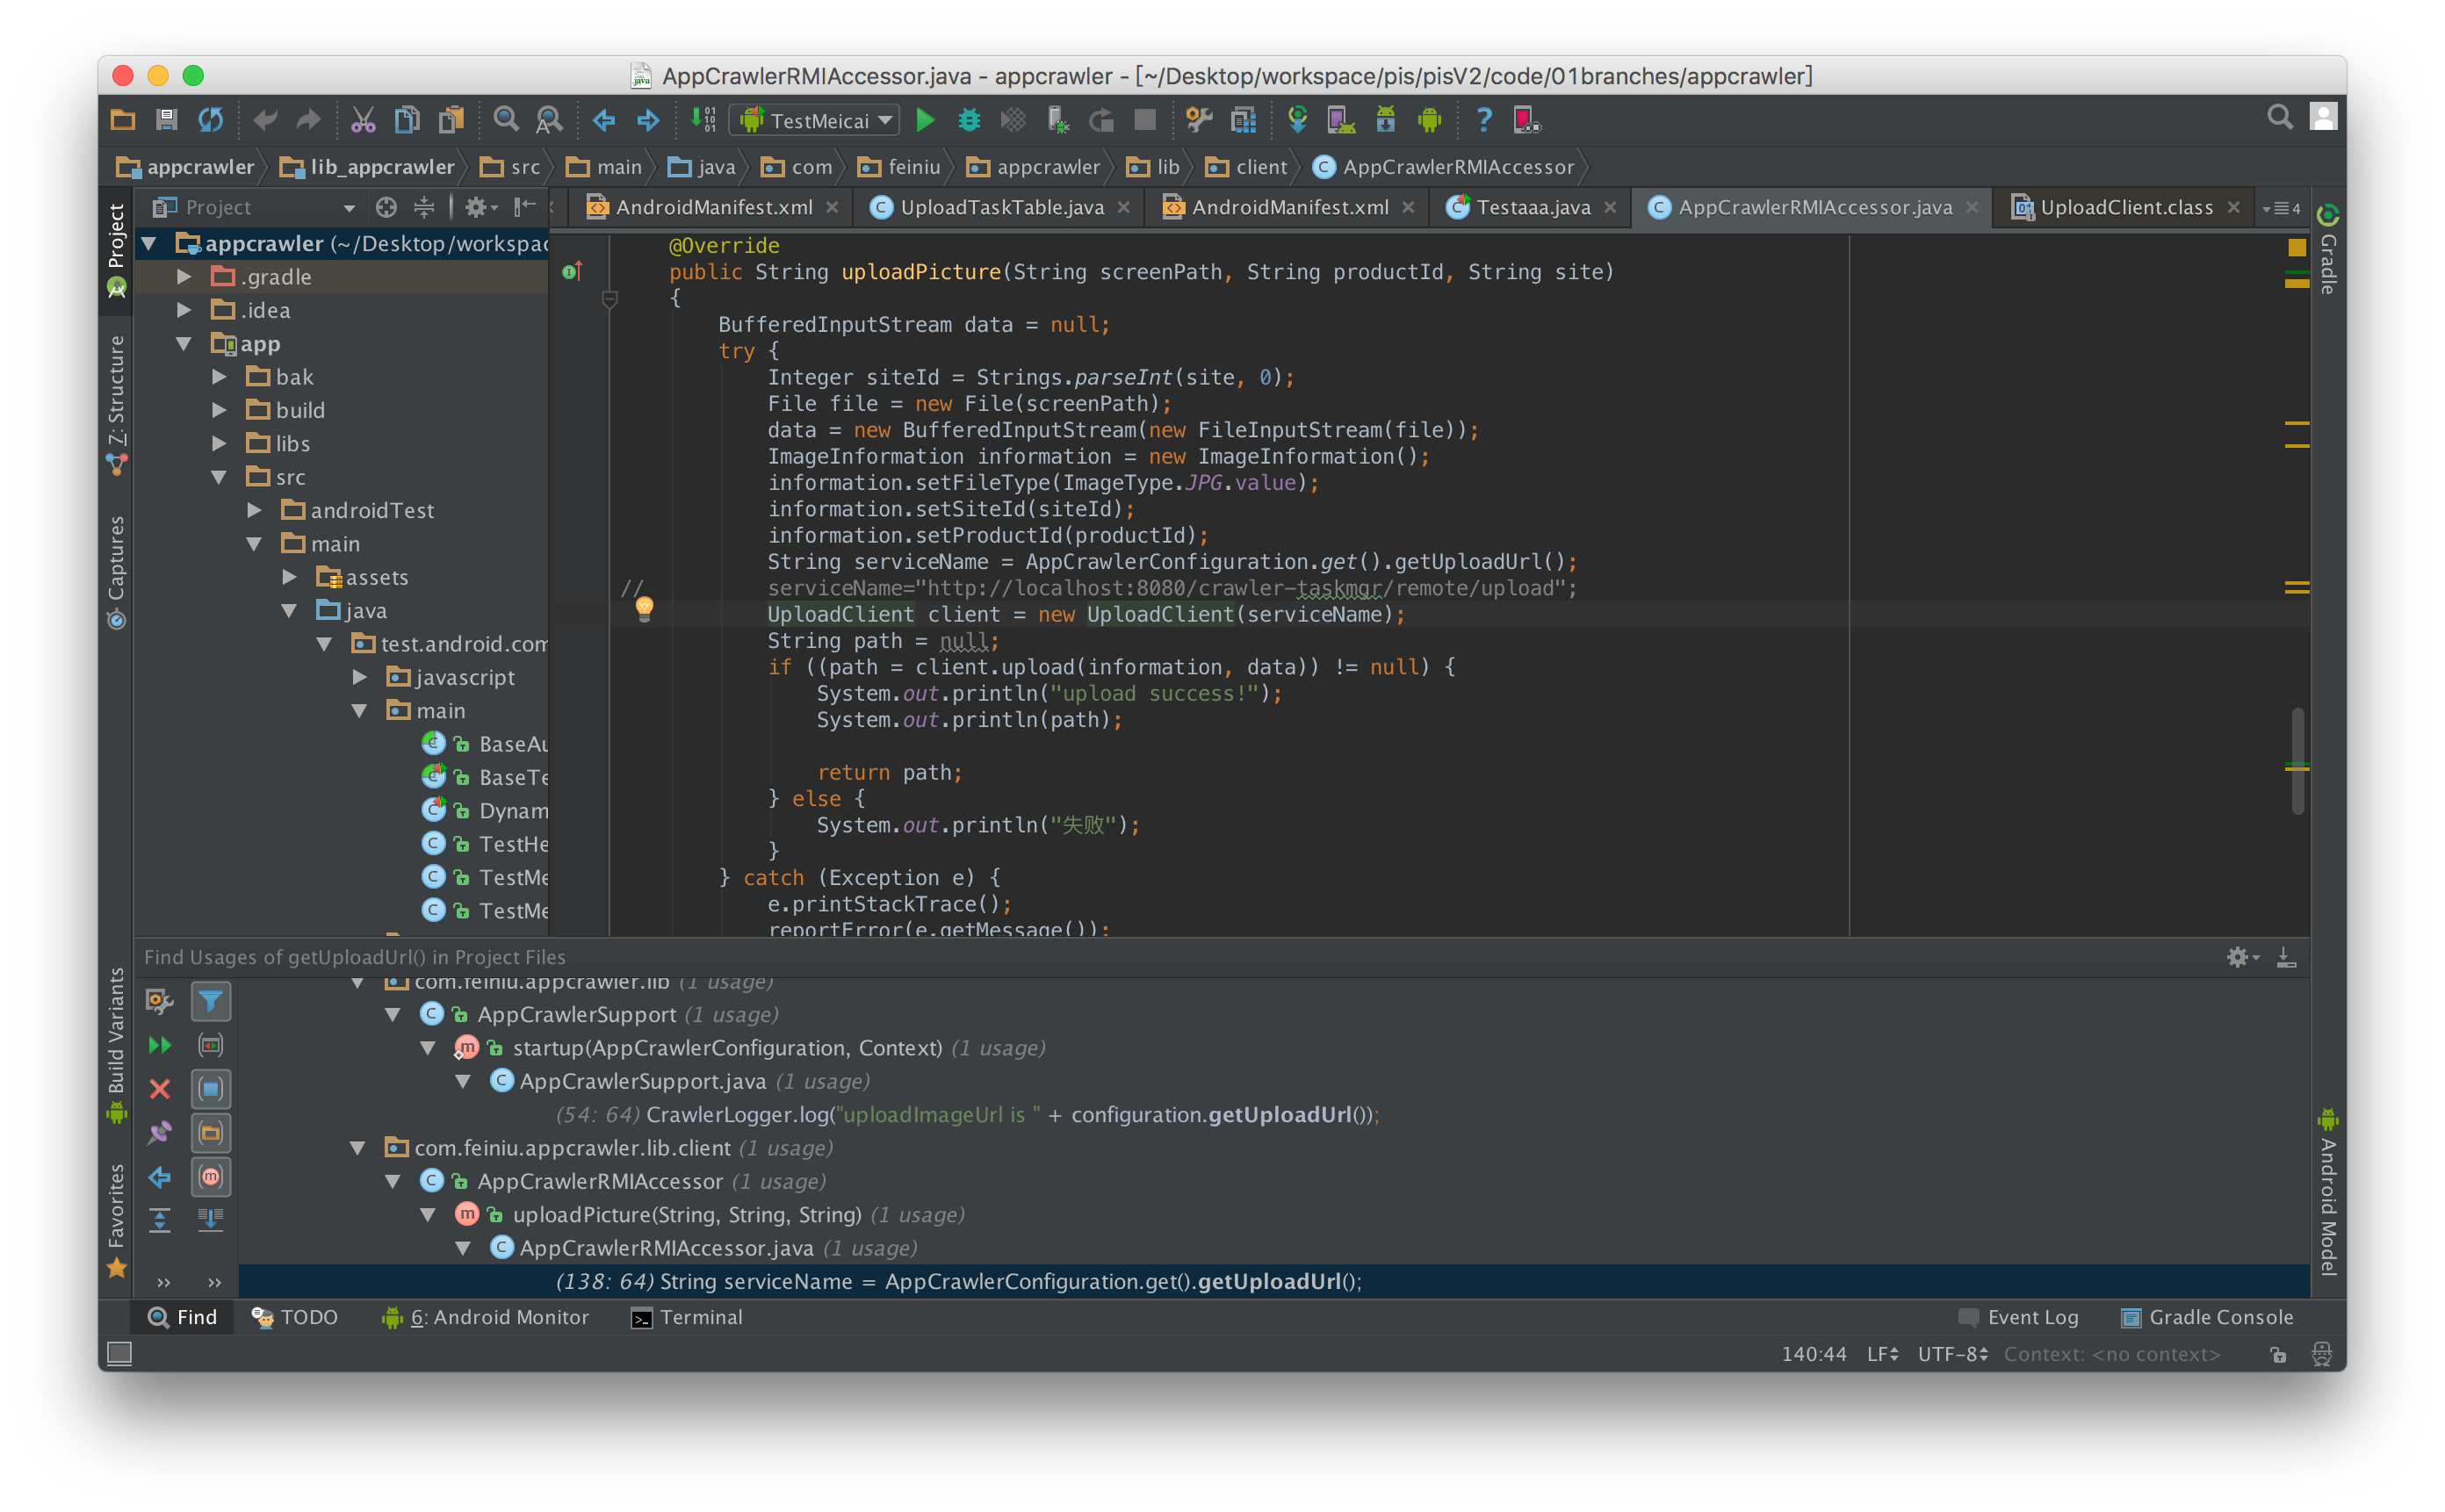 AppCrawlerRMIAccessor.java - appcrawler - [~/Desktop/workspace/pis/pisV2/code/01branches/appcrawler]
TestMeicai
appcrawler lib_appcrawler src main java com feiniu appcrawler lib client AppCrawlerRMIAccessor
Project AndroidManifest.xml UploadTaskTable.java AndroidManifest.xml Testaaa.java AppCrawlerRMIAccessor.java UploadClient.class 4
Project
7: Structure
Captures
Build Variants
Favorites
appcrawler (~/Desktop/workspac
.gradle
.idea
app
bak
build
libs
src
androidTest
main
assets
java
test.android.com
javascript
main
BaseAu
BaseTe
Dynam
TestHe
TestMe
TestMe
@Override
public String uploadPicture(String screenPath, String productId, String site)
{
BufferedInputStream data = null;
try {
Integer siteId = Strings.parseInt(site, 0);
File file = new File(screenPath);
data = new BufferedInputStream(new FileInputStream(file));
ImageInformation information = new ImageInformation();
information.setFileType(ImageType.JPG.value);
information.setSiteId(siteId);
information.setProductId(productId);
String serviceName = AppCrawlerConfiguration.get().getUploadUrl();
// serviceName="http://localhost:8080/crawler-taskmgr/remote/upload";
UploadClient client = new UploadClient(serviceName);
String path = null;
if ((path = client.upload(information, data)) != null) {
System.out.println("upload success!");
System.out.println(path);
return path;
} else {
System.out.println("失败");
}
} catch (Exception e) {
e.printStackTrace();
reportError(e.getMessage());
Gradle
Android Model
Find Usages of getUploadUrl() in Project Files
com.feiniu.appcrawler.lib (1 usage)
AppCrawlerSupport (1 usage)
startup(AppCrawlerConfiguration, Context) (1 usage)
AppCrawlerSupport.java (1 usage)
(54: 64) CrawlerLogger.log("uploadImageUrl is " + configuration.getUploadUrl());
com.feiniu.appcrawler.lib.client (1 usage)
AppCrawlerRMIAccessor (1 usage)
uploadPicture(String, String, String) (1 usage)
AppCrawlerRMIAccessor.java (1 usage)
(138: 64) String serviceName = AppCrawlerConfiguration.get().getUploadUrl();
Find TODO 6: Android Monitor Terminal Event Log Gradle Console
140:44 LF UTF-8 Context: <no context>